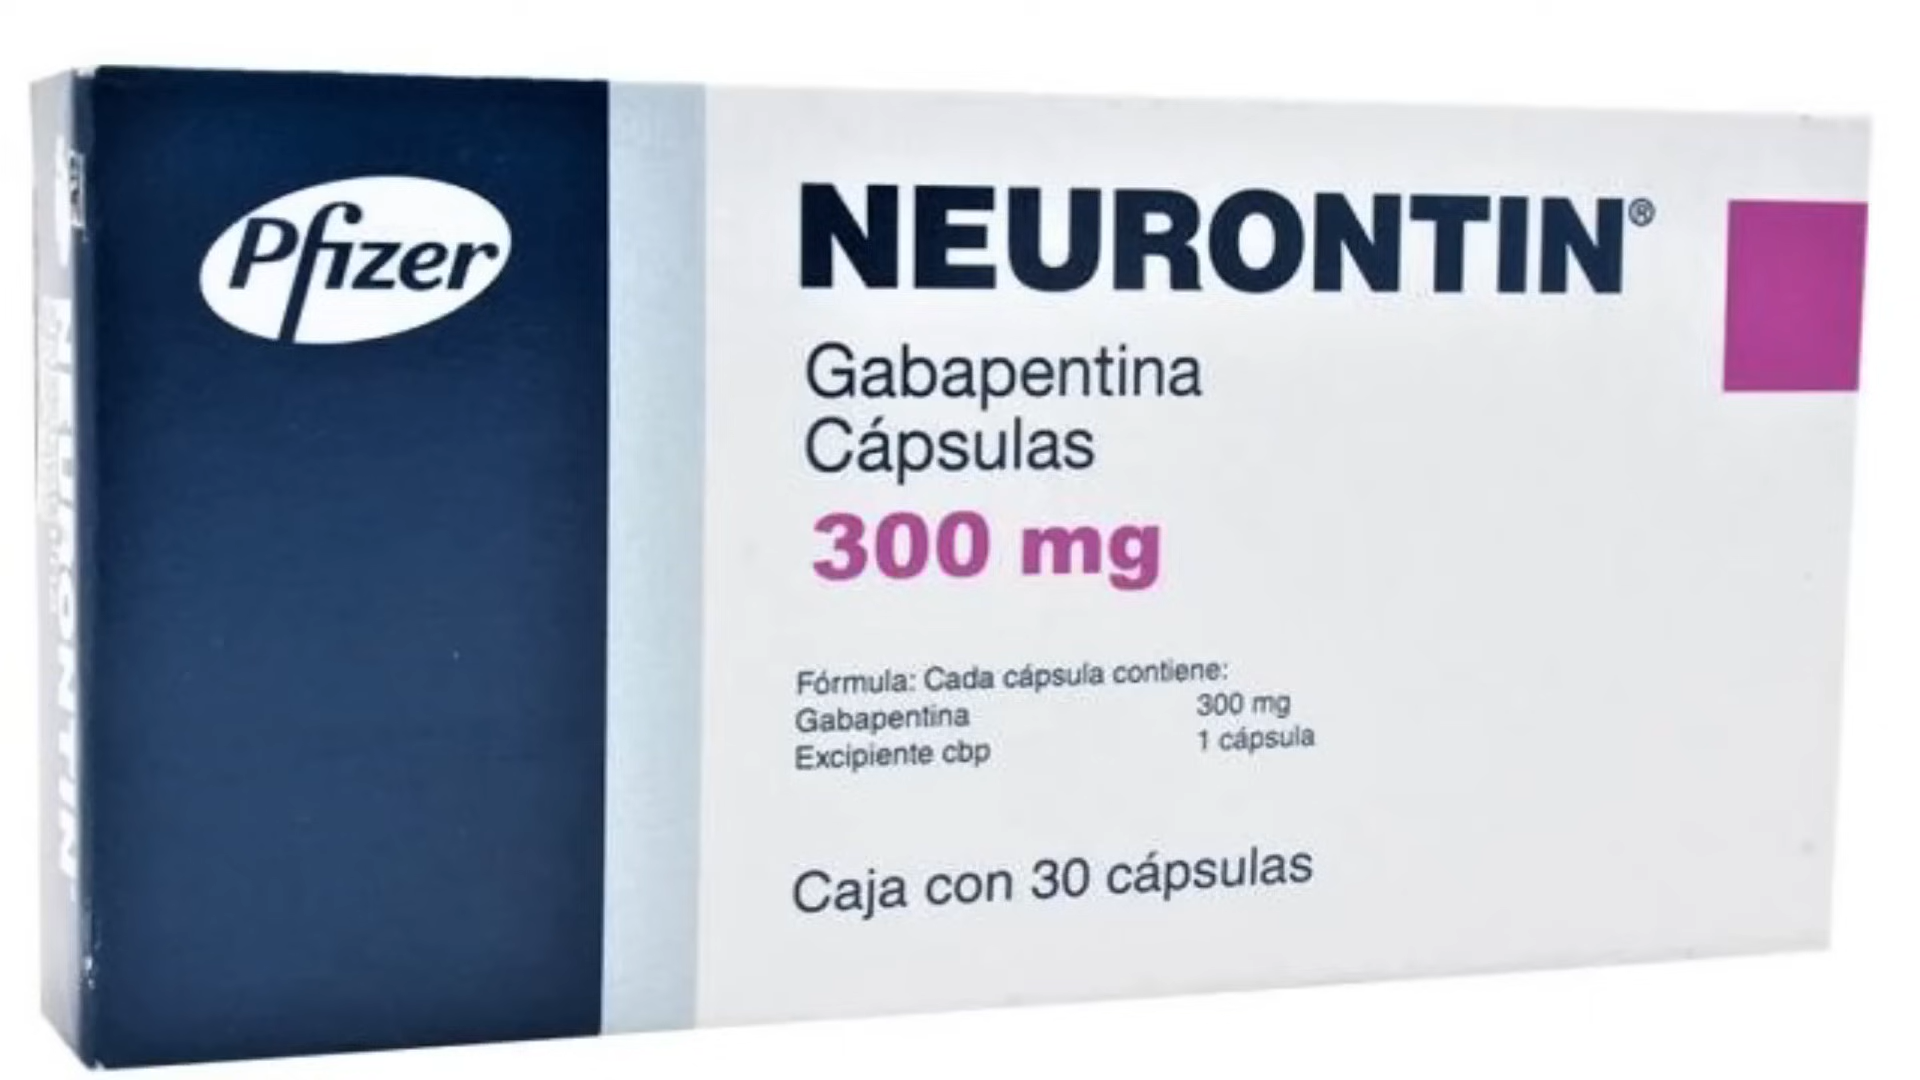 Pfizer
NEURONTIN®
Gabapentina
Cápsulas
300 mg
Fórmula: Cada cápsula contiene:
Gabapentina 300 mg
Excipiente cbp 1 cápsula
Caja con 30 cápsulas
NEURONTIN